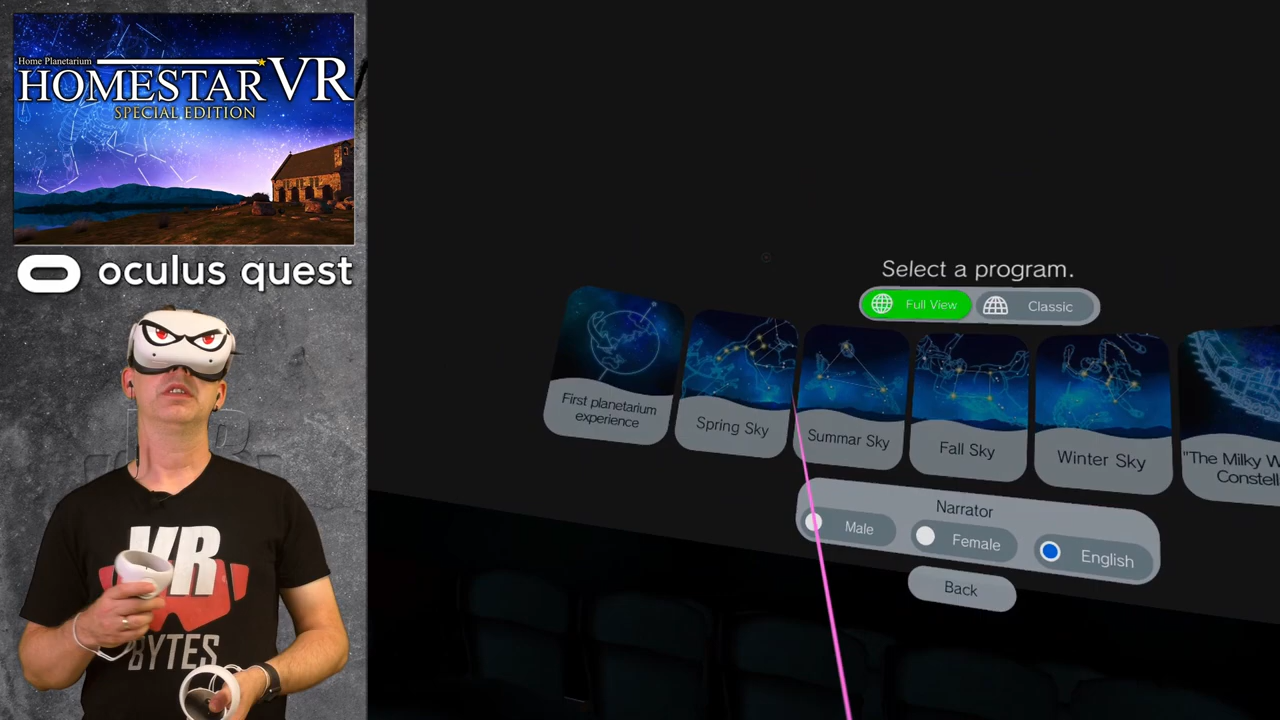 Home Planetarium
HOMESTAR VR
SPECIAL EDITION
oculus quest
VR
BYTES
Select a program.
Full View
Classic
First planetarium
experience
Spring Sky
Summar Sky
Fall Sky
Winter Sky
"The Milky
Constell
Narrator
Male
Female
English
Back